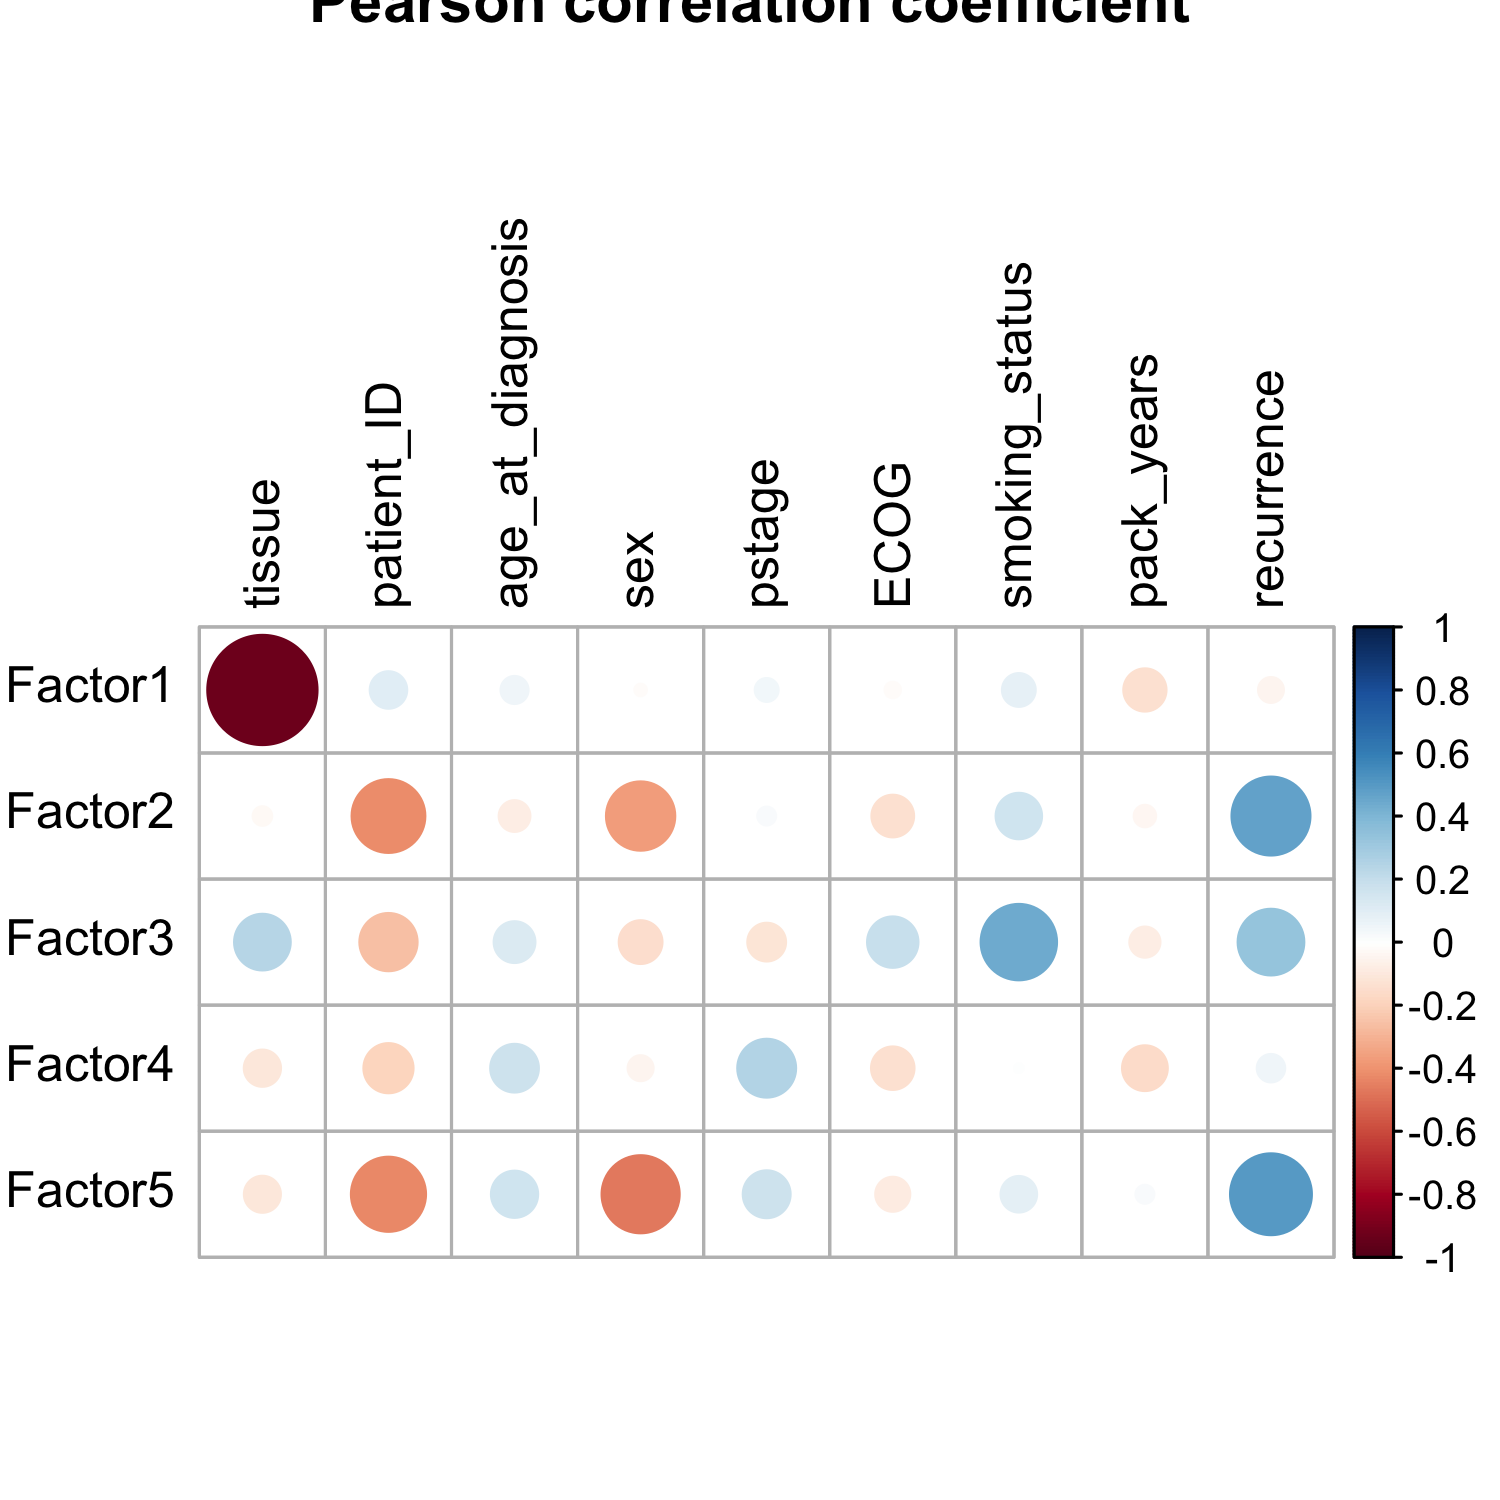 Pearson correlation coefficient
tissue
patient_ID
age_at_diagnosis
sex
pstage
ECOG
smoking_status
pack_years
recurrence
Factor1
Factor2
Factor3
Factor4
Factor5
1
0.8
0.6
0.4
0.2
0
-0.2
-0.4
-0.6
-0.8
-1